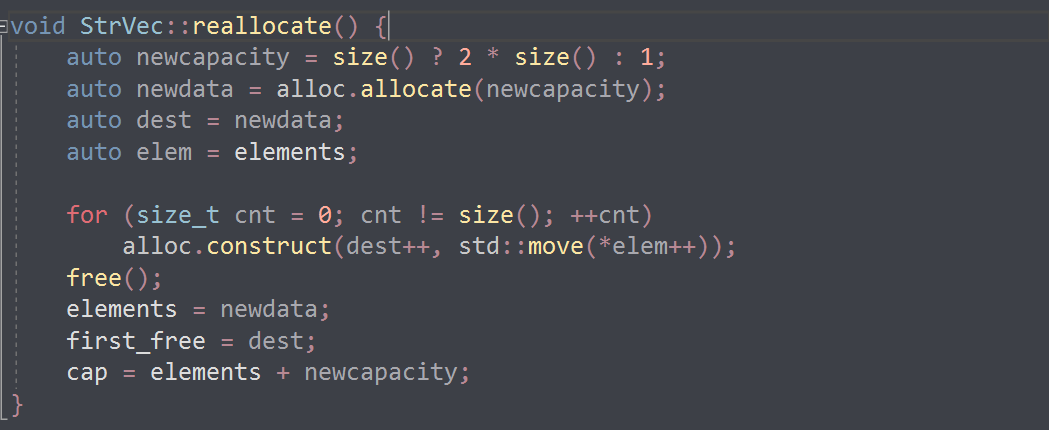 void StrVec::reallocate() {
    auto newcapacity = size() ? 2 * size() : 1;
    auto newdata = alloc.allocate(newcapacity);
    auto dest = newdata;
    auto elem = elements;

    for (size_t cnt = 0; cnt != size(); ++cnt)
        alloc.construct(dest++, std::move(*elem++));
    free();
    elements = newdata;
    first_free = dest;
    cap = elements + newcapacity;
}